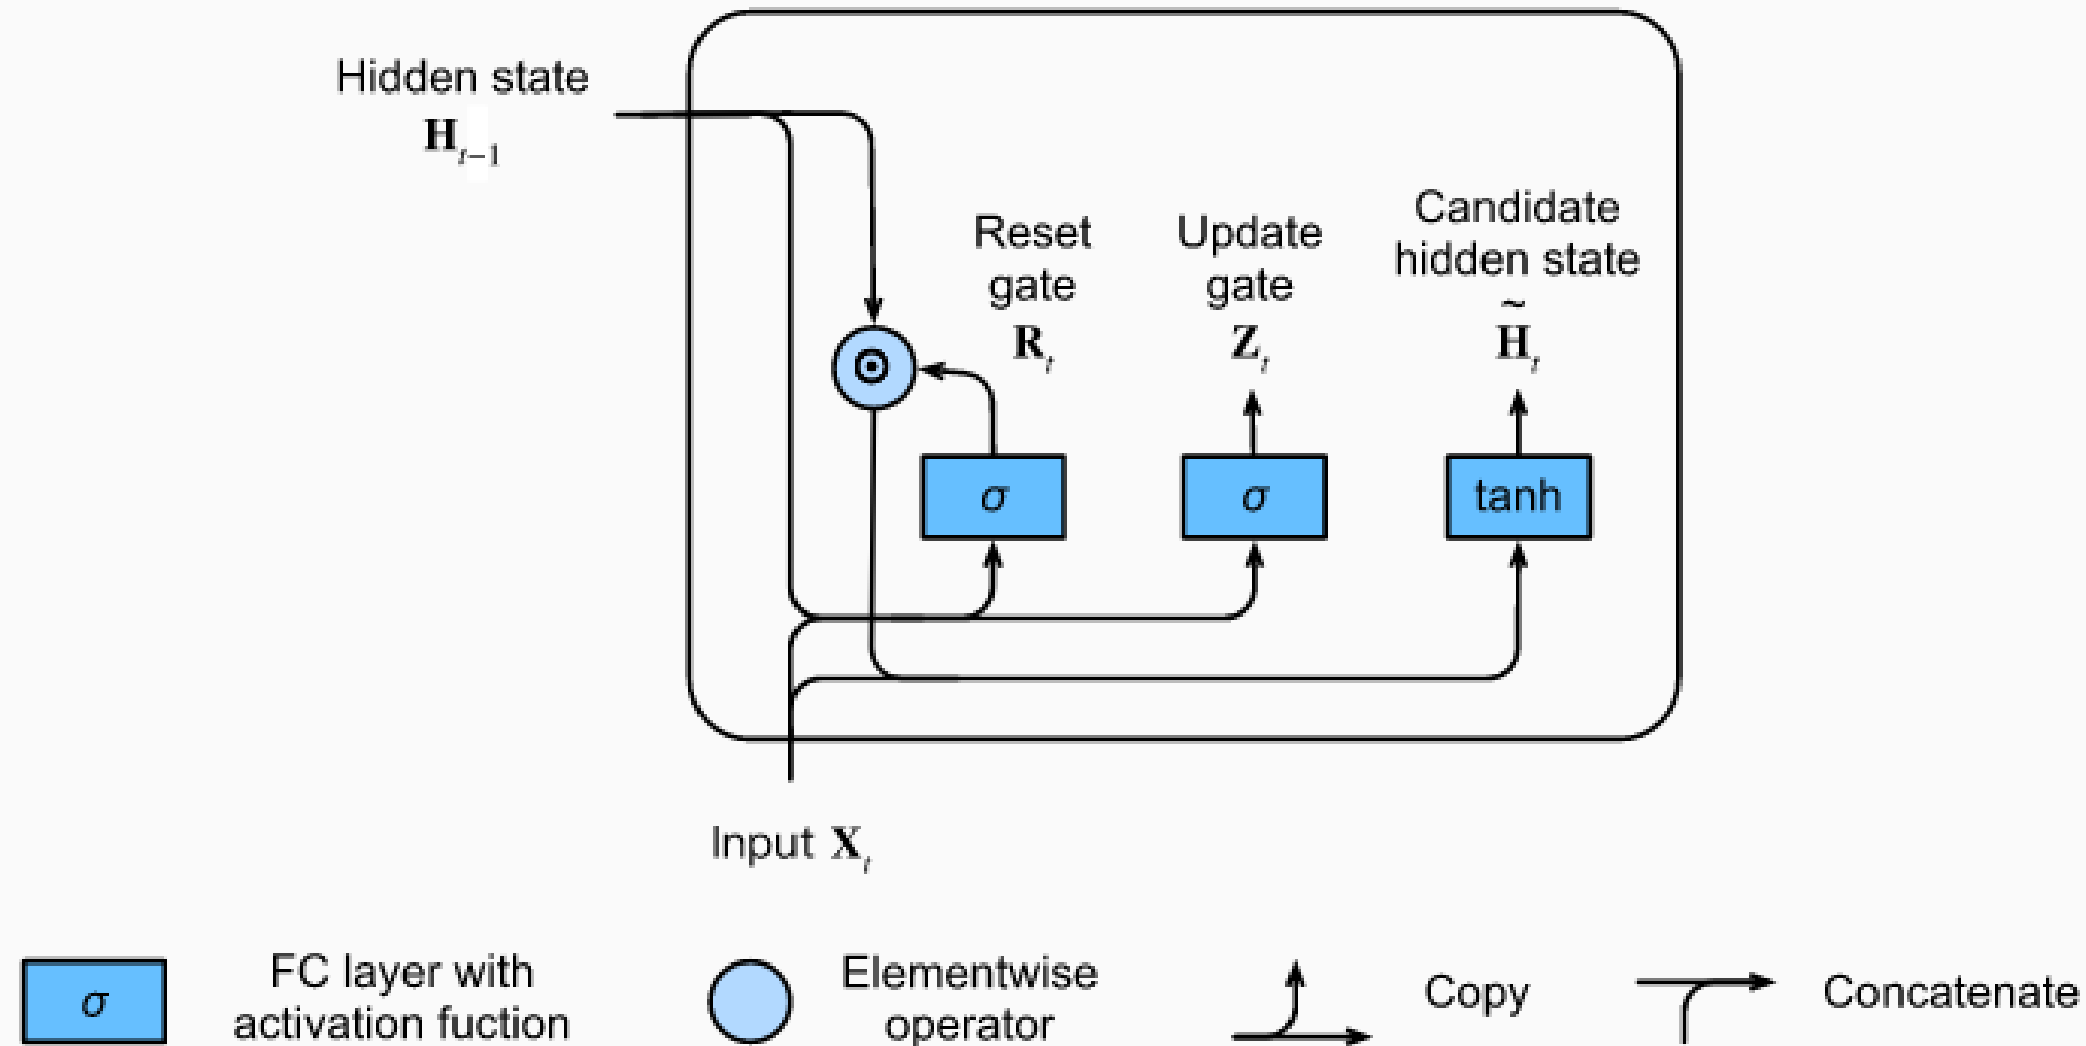 Hidden state
H_{t-1}
Reset
gate
R_t
Update
gate
Z_t
Candidate
hidden state
H̃_t
⊙
σ
σ
tanh
Input X_t
σ
FC layer with
activation fuction
Elementwise
operator
Copy
Concatenate